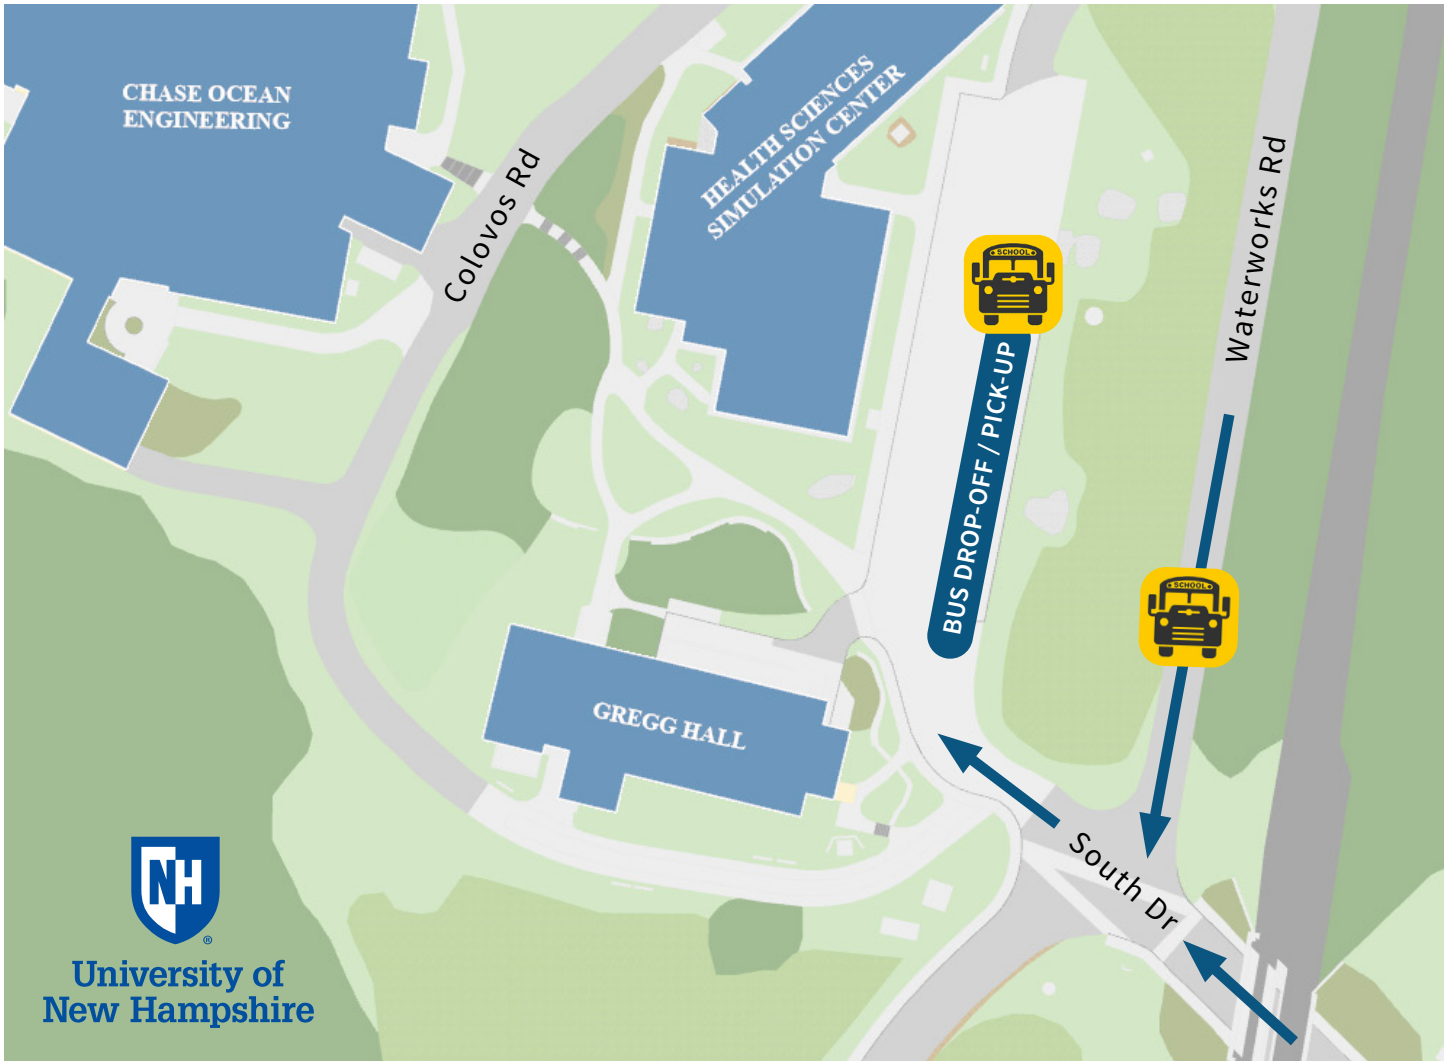 CHASE OCEAN
ENGINEERING
HEALTH SCIENCES
SIMULATION CENTER
Colovos Rd
Waterworks Rd
SCHOOL
BUS DROP-OFF / PICK-UP
SCHOOL
GREGG HALL
South Dr
NH
®
University of
New Hampshire